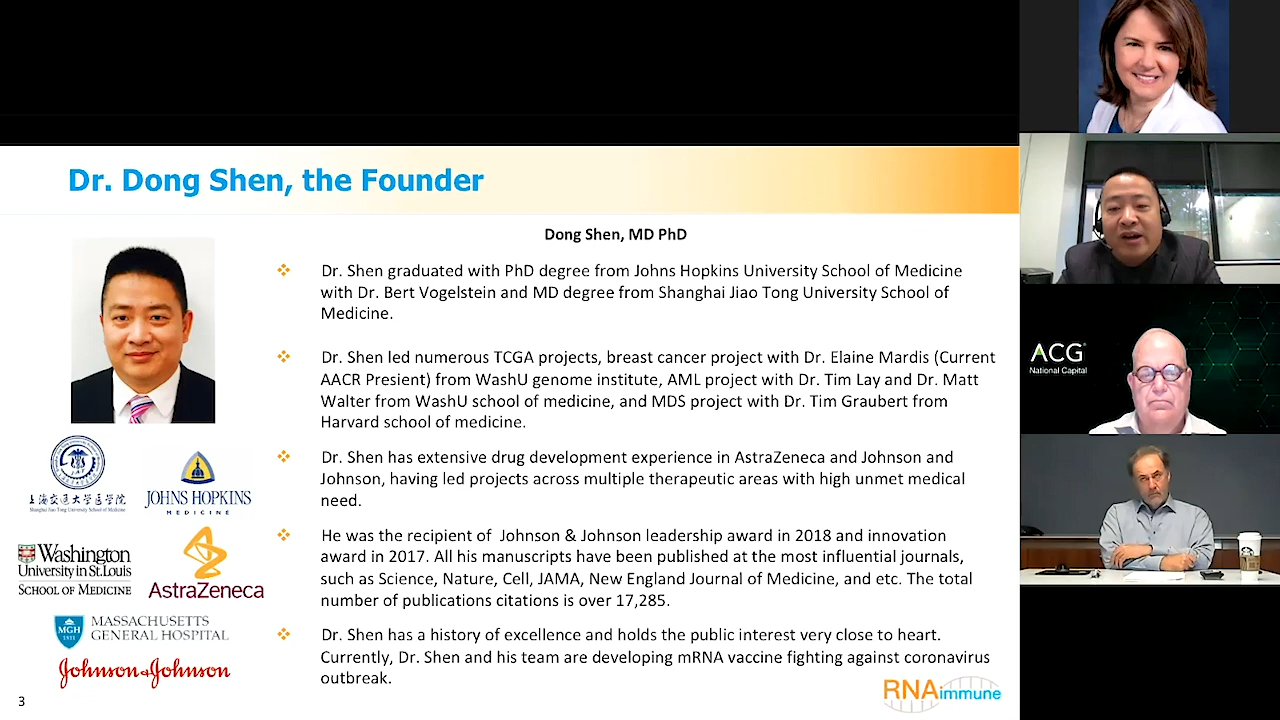 Dr. Dong Shen, the Founder
Dong Shen, MD PhD
Dr. Shen graduated with PhD degree from Johns Hopkins University School of Medicine
with Dr. Bert Vogelstein and MD degree from Shanghai Jiao Tong University School of
Medicine.
Dr. Shen led numerous TCGA projects, breast cancer project with Dr. Elaine Mardis (Current
AACR Presient) from WashU genome institute, AML project with Dr. Tim Lay and Dr. Matt
Walter from WashU school of medicine, and MDS project with Dr. Tim Graubert from
Harvard school of medicine.
Dr. Shen has extensive drug development experience in AstraZeneca and Johnson and
Johnson, having led projects across multiple therapeutic areas with high unmet medical
need.
He was the recipient of Johnson & Johnson leadership award in 2018 and innovation
award in 2017. All his manuscripts have been published at the most influential journals,
such as Science, Nature, Cell, JAMA, New England Journal of Medicine, and etc. The total
number of publications citations is over 17,285.
Dr. Shen has a history of excellence and holds the public interest very close to heart.
Currently, Dr. Shen and his team are developing mRNA vaccine fighting against coronavirus
outbreak.
上海交通大学医学院
Shanghai Jiao Tong University School of Medicine
JOHNS HOPKINS
MEDICINE
Washington
University in St. Louis
SCHOOL OF MEDICINE
AstraZeneca
MGH
1811
MASSACHUSETTS
GENERAL HOSPITAL
Johnson & Johnson
3
RNAimmune
ACG®
National Capital